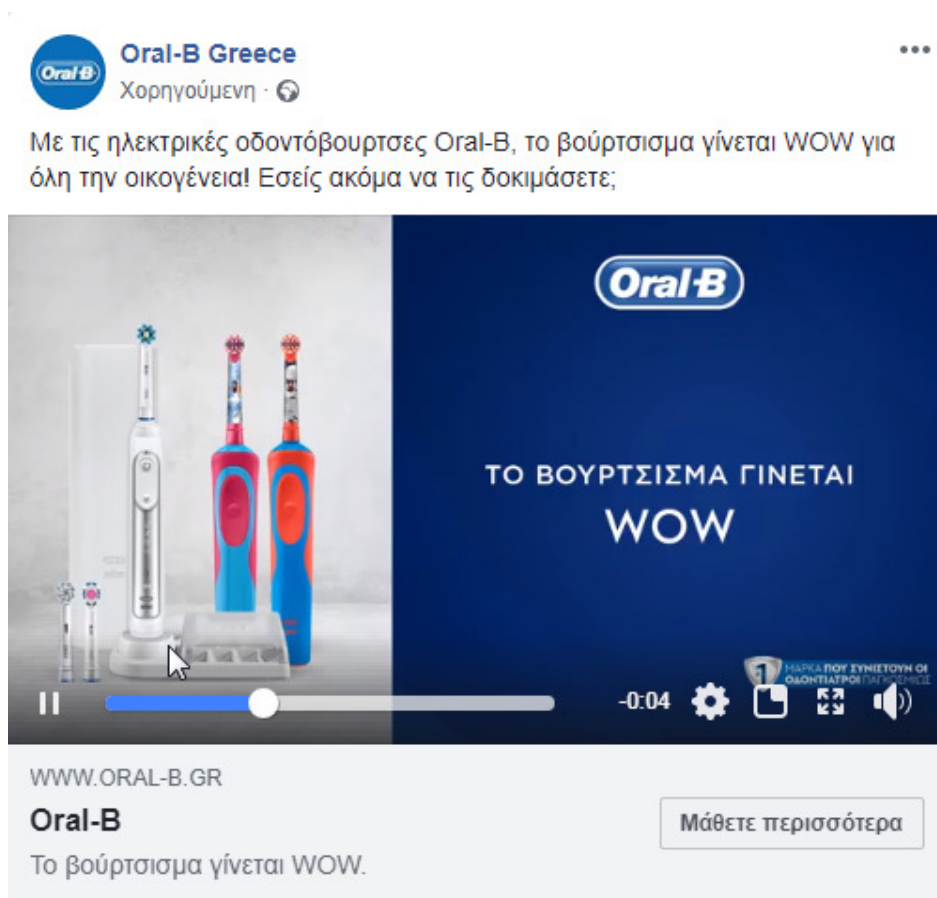 Oral-B
Oral-B Greece
Χορηγούμενη ·
Με τις ηλεκτρικές οδοντόβουρτσες Oral-B, το βούρτσισμα γίνεται WOW για
όλη την οικογένεια! Εσείς ακόμα να τις δοκιμάσετε;
Oral-B
ΤΟ ΒΟΥΡΤΣΙΣΜΑ ΓΙΝΕΤΑΙ
WOW
1
ΜΑΡΚΑ ΠΟΥ ΣΥΝΙΣΤΟΥΝ ΟΙ
ΟΔΟΝΤΙΑΤΡΟΙ ΠΑΓΚΟΣΜΙΩΣ
-0:04
WWW.ORAL-B.GR
Oral-B
Μάθετε περισσότερα
Το βούρτσισμα γίνεται WOW.